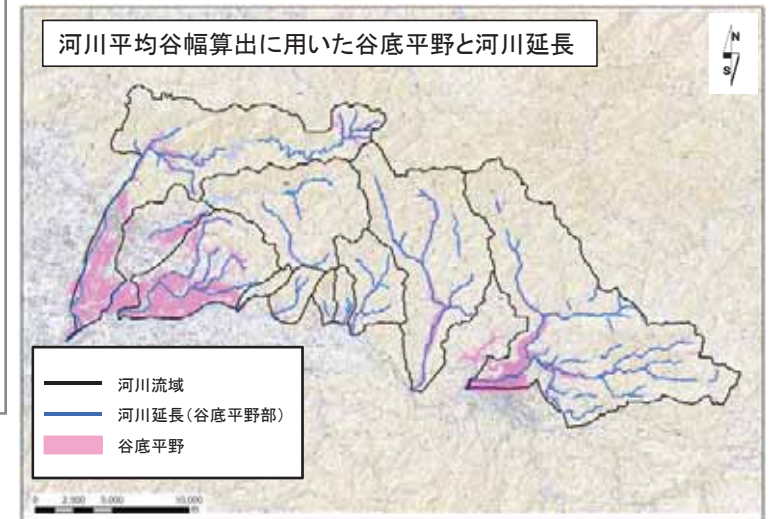 河川平均谷幅算出に用いた谷底平野と河川延長
N
S
河川流域
河川延長(谷底平野部)
谷底平野
0 2,500 5,000 10,000
m